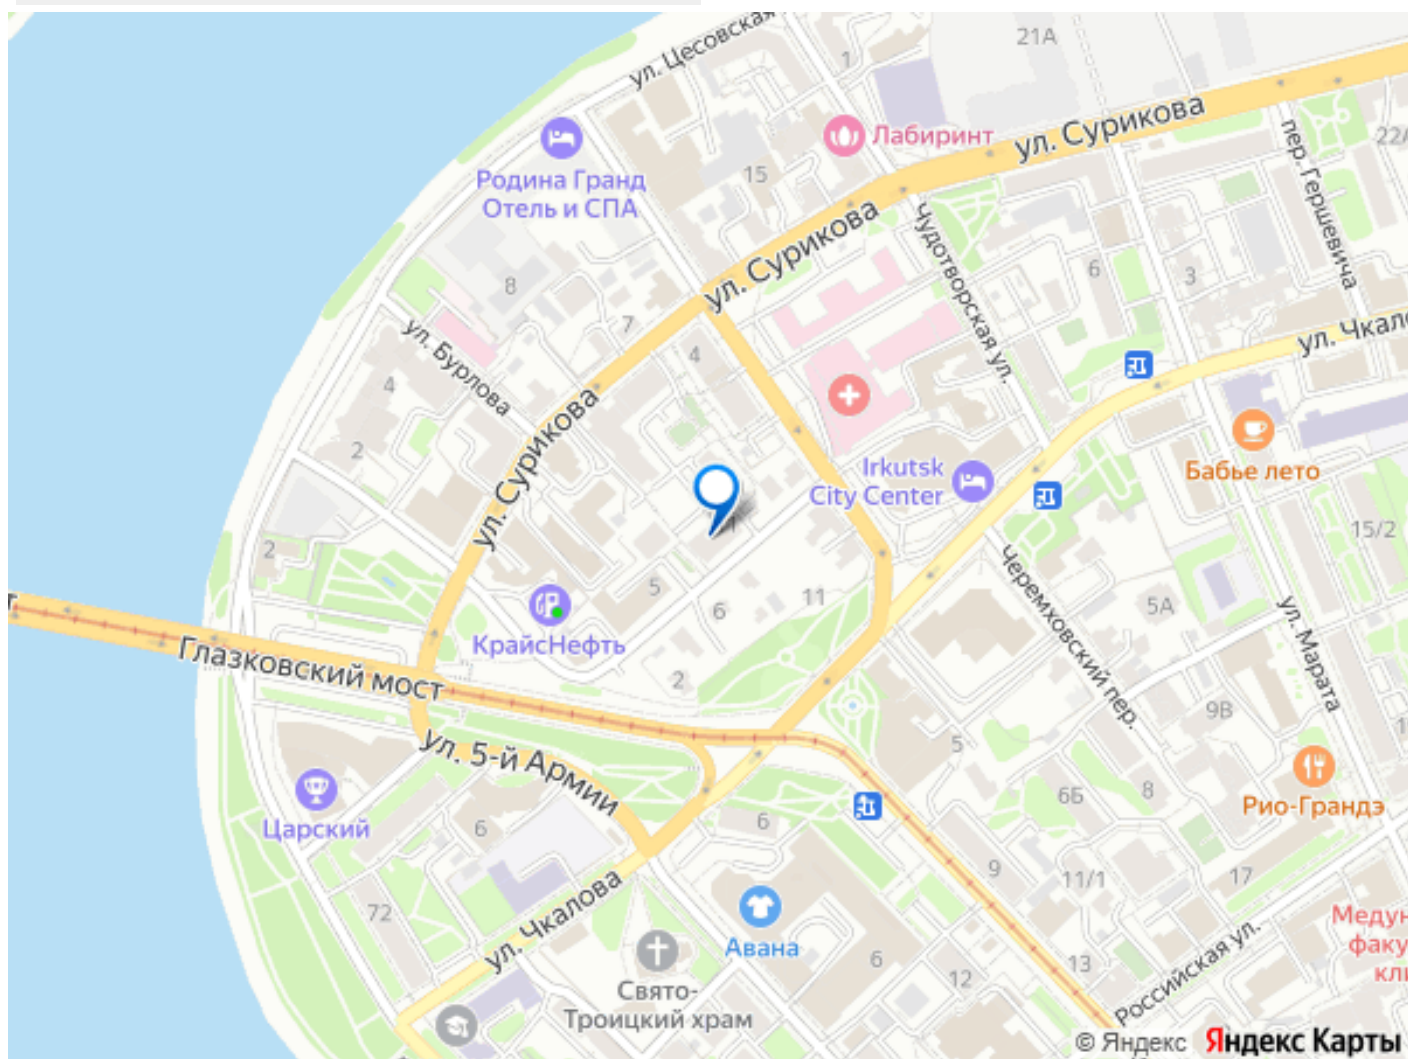 ул. Цесовская
21А
1
ул. Сурикова
Лабиринт
22А
пер. Гершевича
Родина Гранд
Отель и СПА
15
ул. Сурикова
Чудотворская ул.
6
3
8
7
4
ул. Бурлова
4
ул. Чкало
2
ул. Сурикова
Irkutsk
City Center
Бабье лето
1
15/2
2
Черемховский пер.
5
6
11
5А
ул. Марата
КрайсНефть
Глазковский мост
2
9В
ул. 5-й Армии
5
Царский
6
6
6Б
8
Рио-Грандэ
9
11/1
17
72
ул. Чкалова
Авана
6
12
13
Российская ул.
Меду
факу
кли
Свято-
Троицкий храм
© Яндекс Яндекс Карты